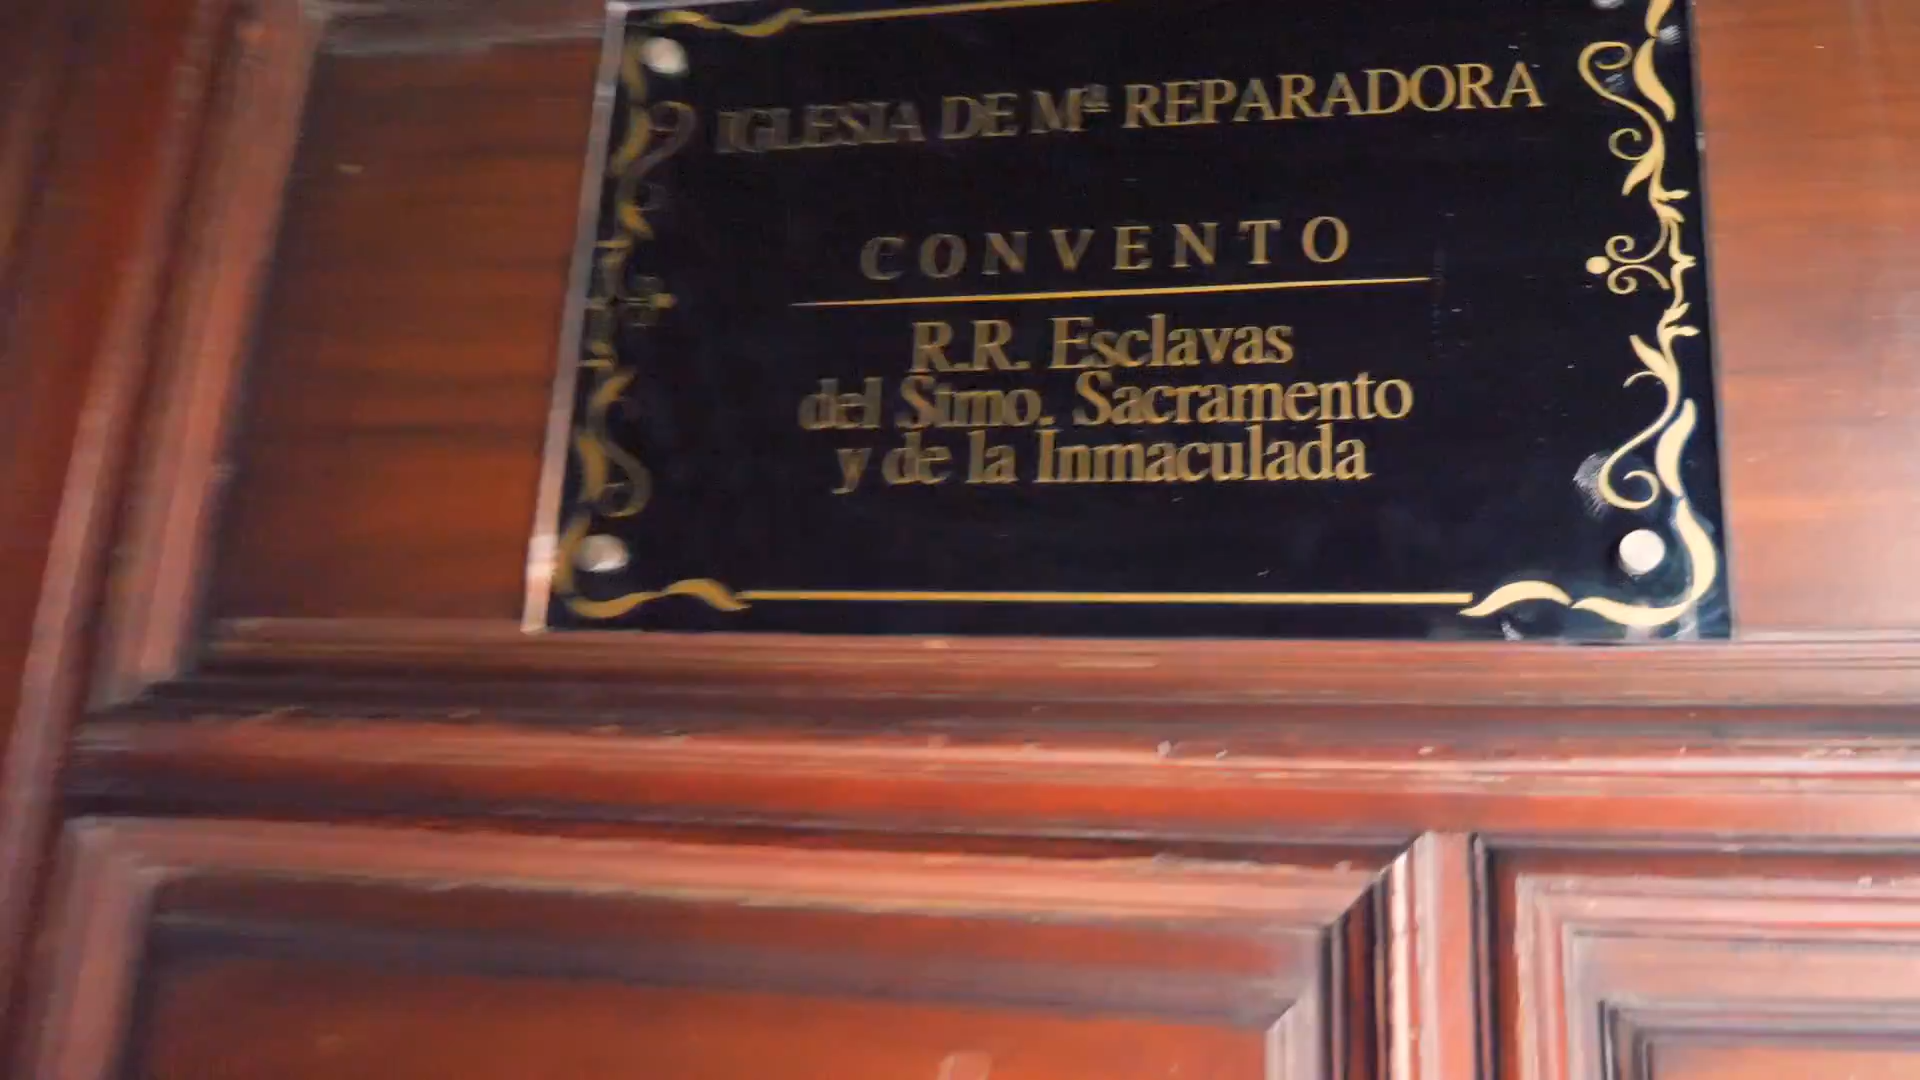 IGLESIA DE Mª REPARADORA
CONVENTO
R.R. Esclavas
del Stmo. Sacramento
y de la Inmaculada